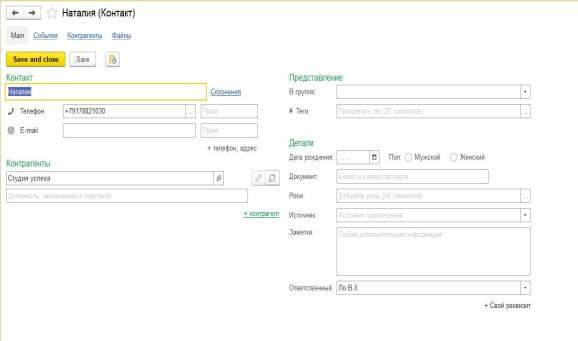 Наталия (Контакт)
Main События Контрагенты Файлы
Save and close Save
Контакт
Наталия Склонения
Телефон +79178821030 ... Прим
@ E-mail Прим
+ телефон, адрес
Контрагенты
Студия успеха
Должность, занимаемая в компании
+ контрагент
Представление
В группе:
# Теги: Прикрепить тег (25 символов) ...
Детали
Дата рождения: . . Пол: Мужской Женский
Документ: Серия и номер паспорта
Роли: Добавить роль (50 символов) ...
Источник: Источник привлечения
Заметки: Любая дополнительная информация
Ответственный: Ло В.Х.
+ Свой реквизит